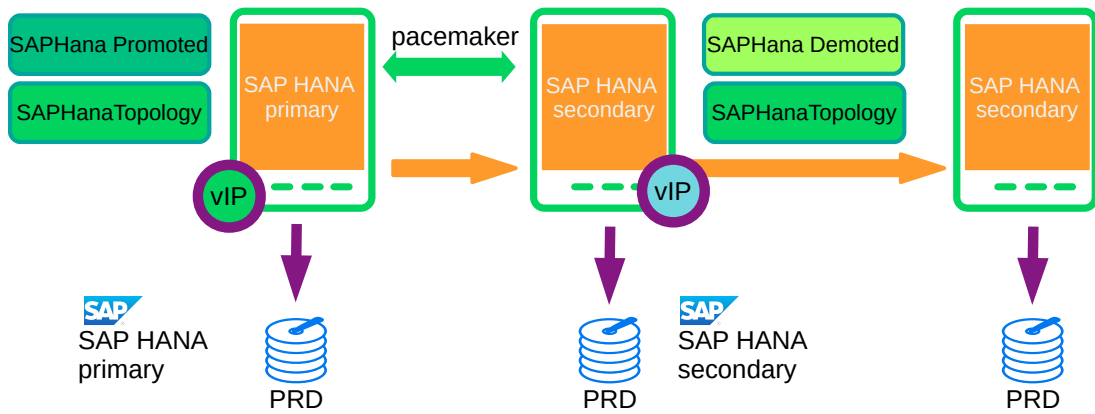 SAPHana Promoted
SAPHanaTopology
SAP HANA
primary
pacemaker
SAP HANA
secondary
SAPHana Demoted
SAPHanaTopology
SAP HANA
secondary
vIP
vIP
SAP
SAP HANA
primary
PRD
PRD
SAP
SAP HANA
secondary
PRD